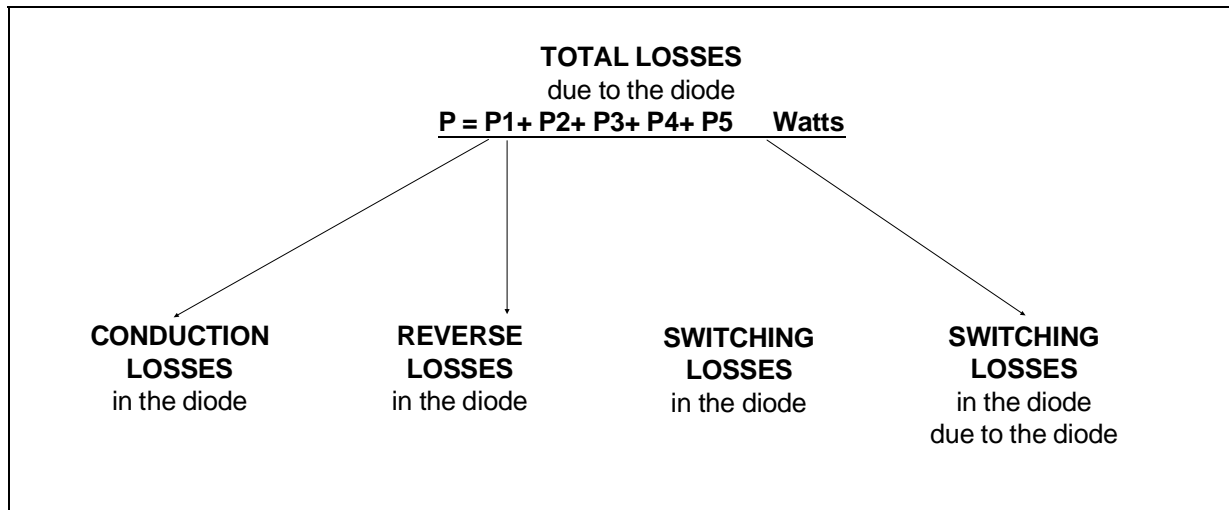 TOTAL LOSSES
due to the diode
P = P1+ P2+ P3+ P4+ P5 Watts
CONDUCTION
LOSSES
in the diode
REVERSE
LOSSES
in the diode
SWITCHING
LOSSES
in the diode
SWITCHING
LOSSES
in the diode
due to the diode